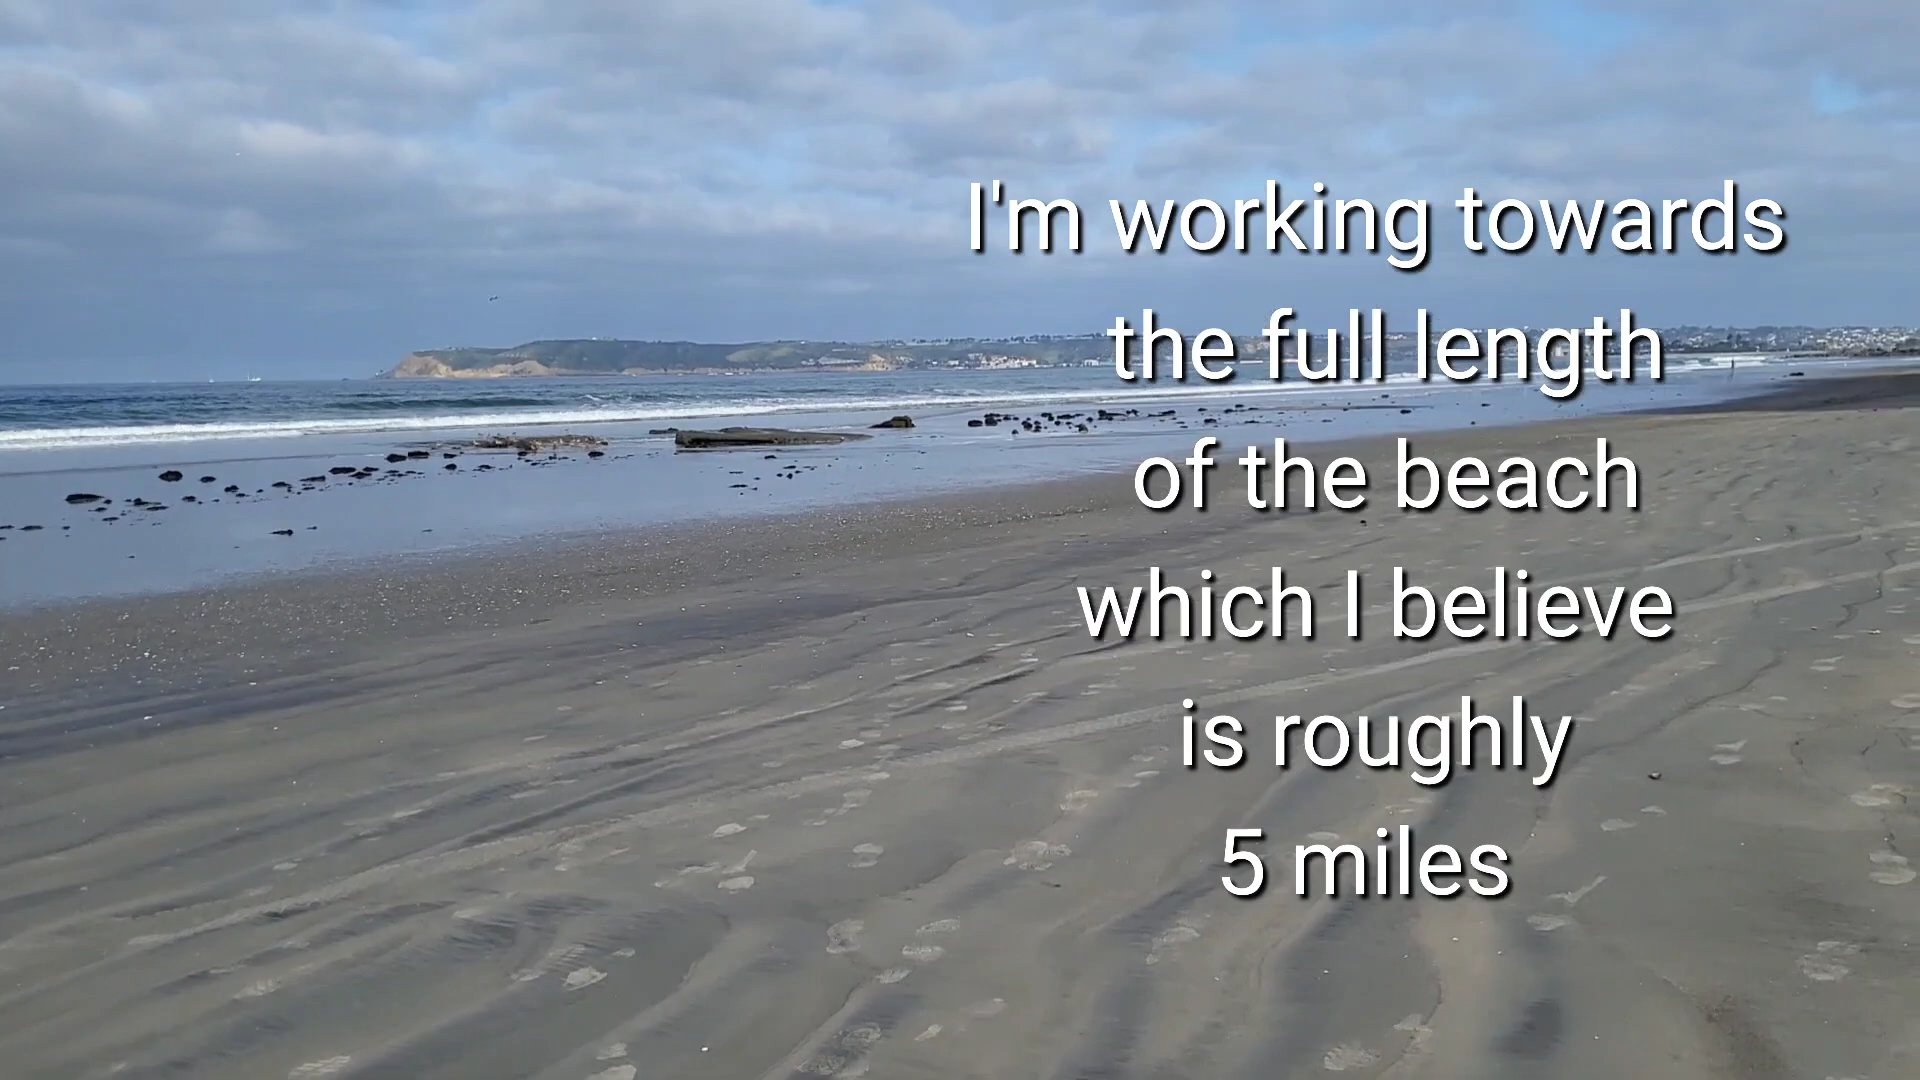 I'm working towards
the full length
of the beach
which I believe
is roughly
5 miles